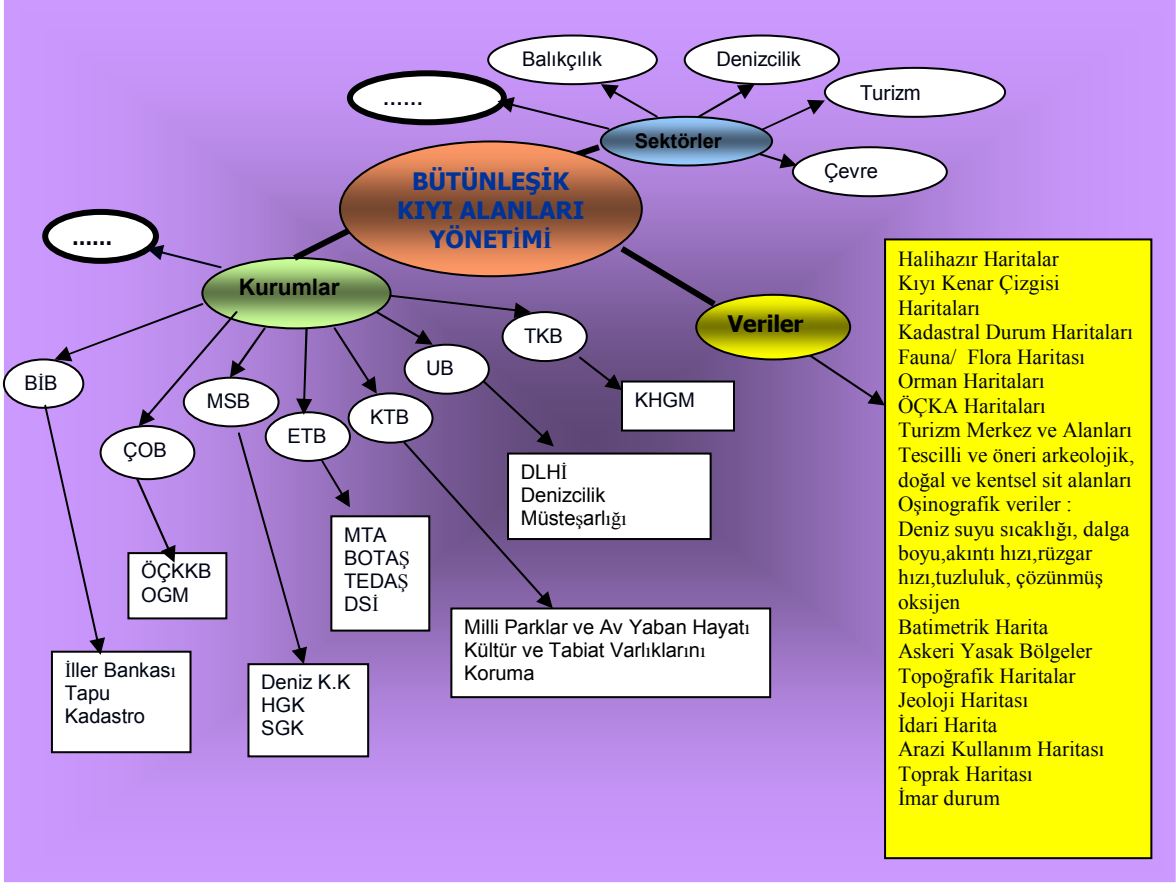 Balıkçılık
Denizcilik
......
Turizm
Sektörler
Çevre
BÜTÜNLEŞİK
KIYI ALANLARI
YÖNETİMİ
......
Kurumlar
Veriler
BİB
ÇOB
MSB
ETB
KTB
UB
TKB
KHGM
DLHİ
Denizcilik
Müsteşarlığı
MTA
BOTAŞ
TEDAŞ
DSİ
ÖÇKKB
OGM
Milli Parklar ve Av Yaban Hayatı
Kültür ve Tabiat Varlıklarını
Koruma
İller Bankası
Tapu
Kadastro
Deniz K.K
HGK
SGK
Halihazır Haritalar
Kıyı Kenar Çizgisi
Haritaları
Kadastral Durum Haritaları
Fauna/ Flora Haritası
Orman Haritaları
ÖÇKA Haritaları
Turizm Merkez ve Alanları
Tescilli ve öneri arkeolojik,
doğal ve kentsel sit alanları
Oşinografik veriler :
Deniz suyu sıcaklığı, dalga
boyu,akıntı hızı,rüzgar
hızı,tuzluluk, çözünmüş
oksijen
Batimetrik Harita
Askeri Yasak Bölgeler
Topoğrafik Haritalar
Jeoloji Haritası
İdari Harita
Arazi Kullanım Haritası
Toprak Haritası
İmar durum